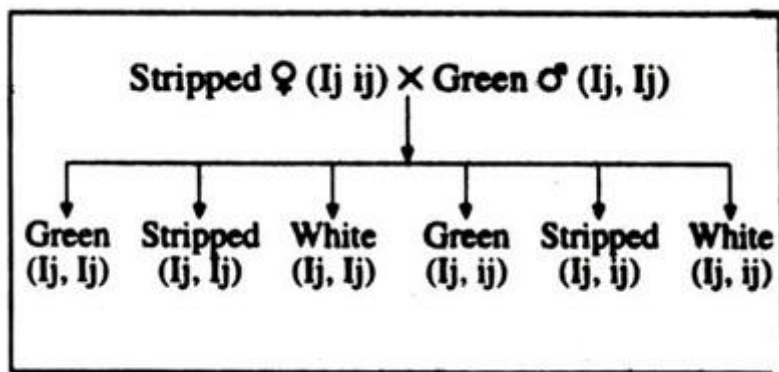 Stripped ♀ (Ij ij) × Green ♂ (Ij, Ij)
Green Stripped White Green Stripped White
(Ij, Ij) (Ij, Ij) (Ij, Ij) (Ij, ij) (Ij, ij) (Ij, ij)